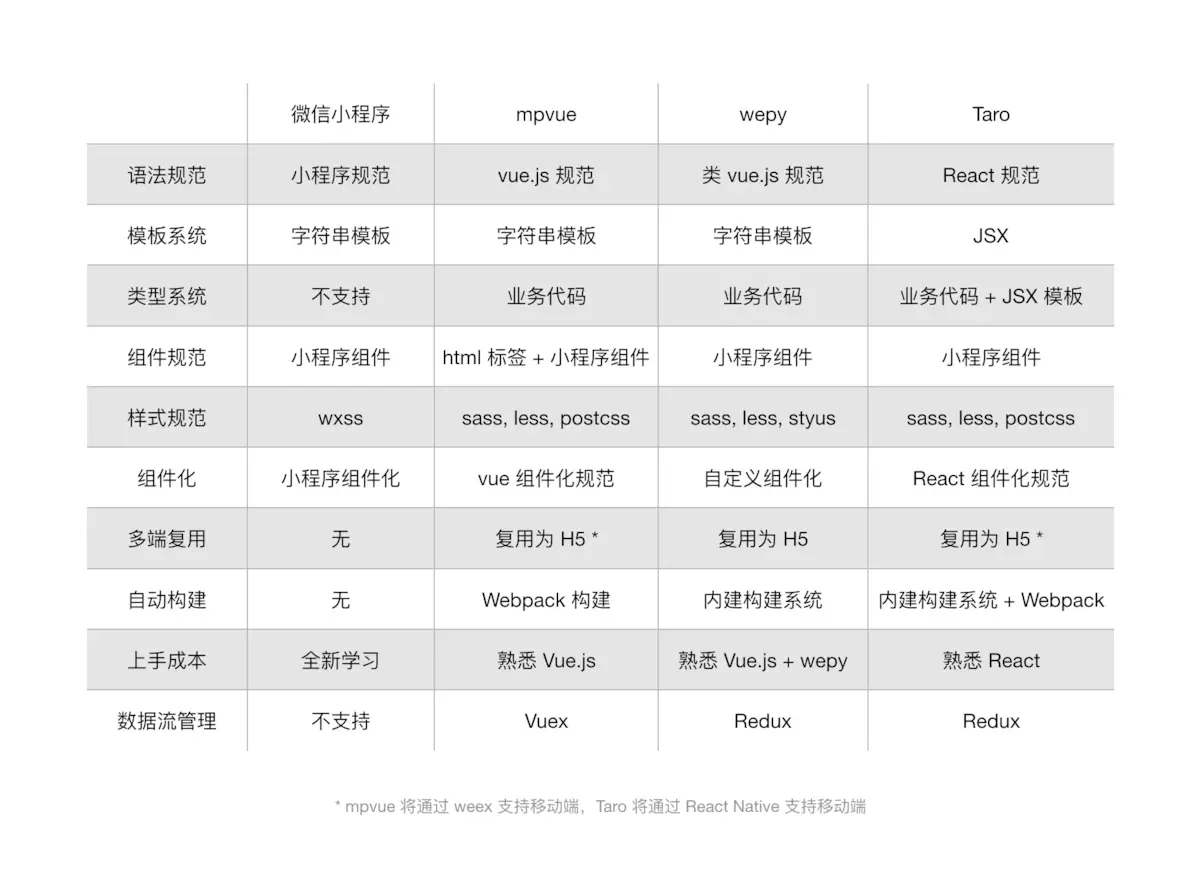 微信小程序 mpvue wepy Taro
语法规范 小程序规范 vue.js 规范 类 vue.js 规范 React 规范
模板系统 字符串模板 字符串模板 字符串模板 JSX
类型系统 不支持 业务代码 业务代码 业务代码 + JSX 模板
组件规范 小程序组件 html 标签 + 小程序组件 小程序组件 小程序组件
样式规范 wxss sass, less, postcss sass, less, styus sass, less, postcss
组件化 小程序组件化 vue 组件化规范 自定义组件化 React 组件化规范
多端复用 无 复用为 H5 * 复用为 H5 复用为 H5 *
自动构建 无 Webpack 构建 内建构建系统 内建构建系统 + Webpack
上手成本 全新学习 熟悉 Vue.js 熟悉 Vue.js + wepy 熟悉 React
数据流管理 不支持 Vuex Redux Redux
* mpvue 将通过 weex 支持移动端，Taro 将通过 React Native 支持移动端